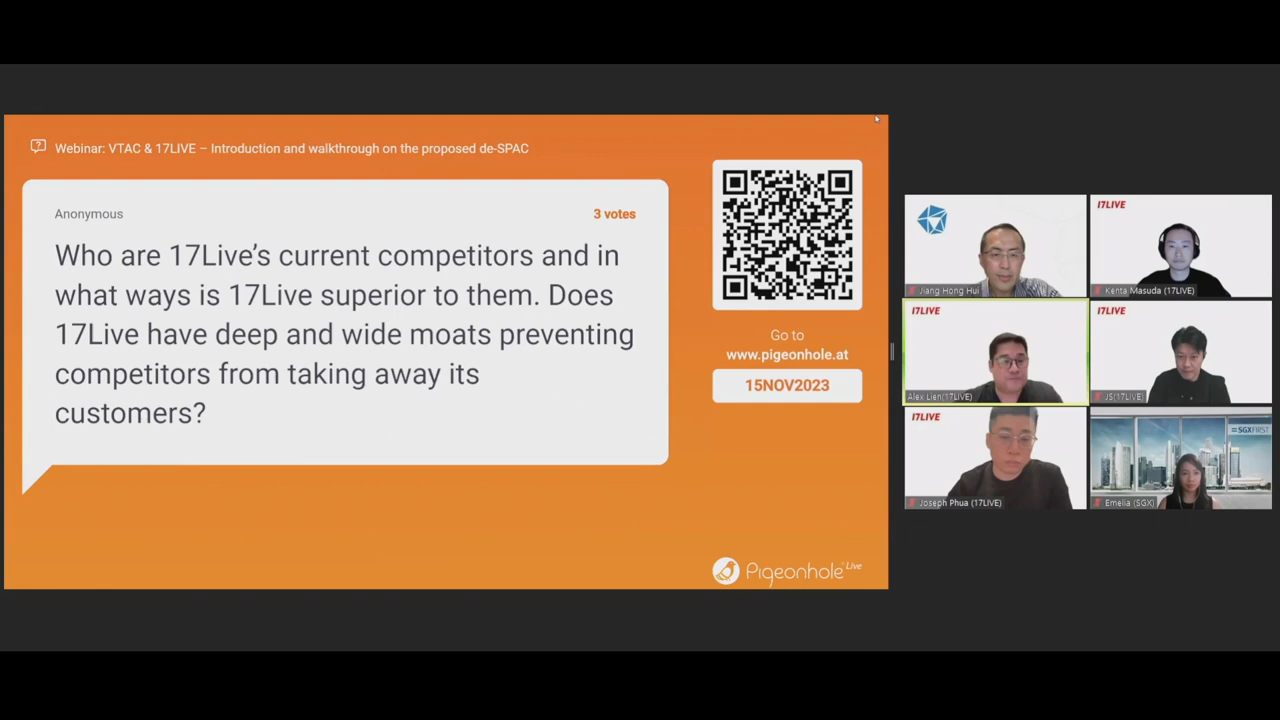 Webinar: VTAC & 17LIVE – Introduction and walkthrough on the proposed de-SPAC
Anonymous
3 votes
Who are 17Live’s current competitors and in
what ways is 17Live superior to them. Does
17Live have deep and wide moats preventing
competitors from taking away its
customers?
Go to
www.pigeonhole.at
15NOV2023
Pigeonhole Live
Jiang Hong Hui
17LIVE
Kenta Masuda (17LIVE)
17LIVE
Alex Lien(17LIVE)
17LIVE
JS(17LIVE)
17LIVE
Joseph Phua (17LIVE)
SGXFIRST
Emelia (SGX)